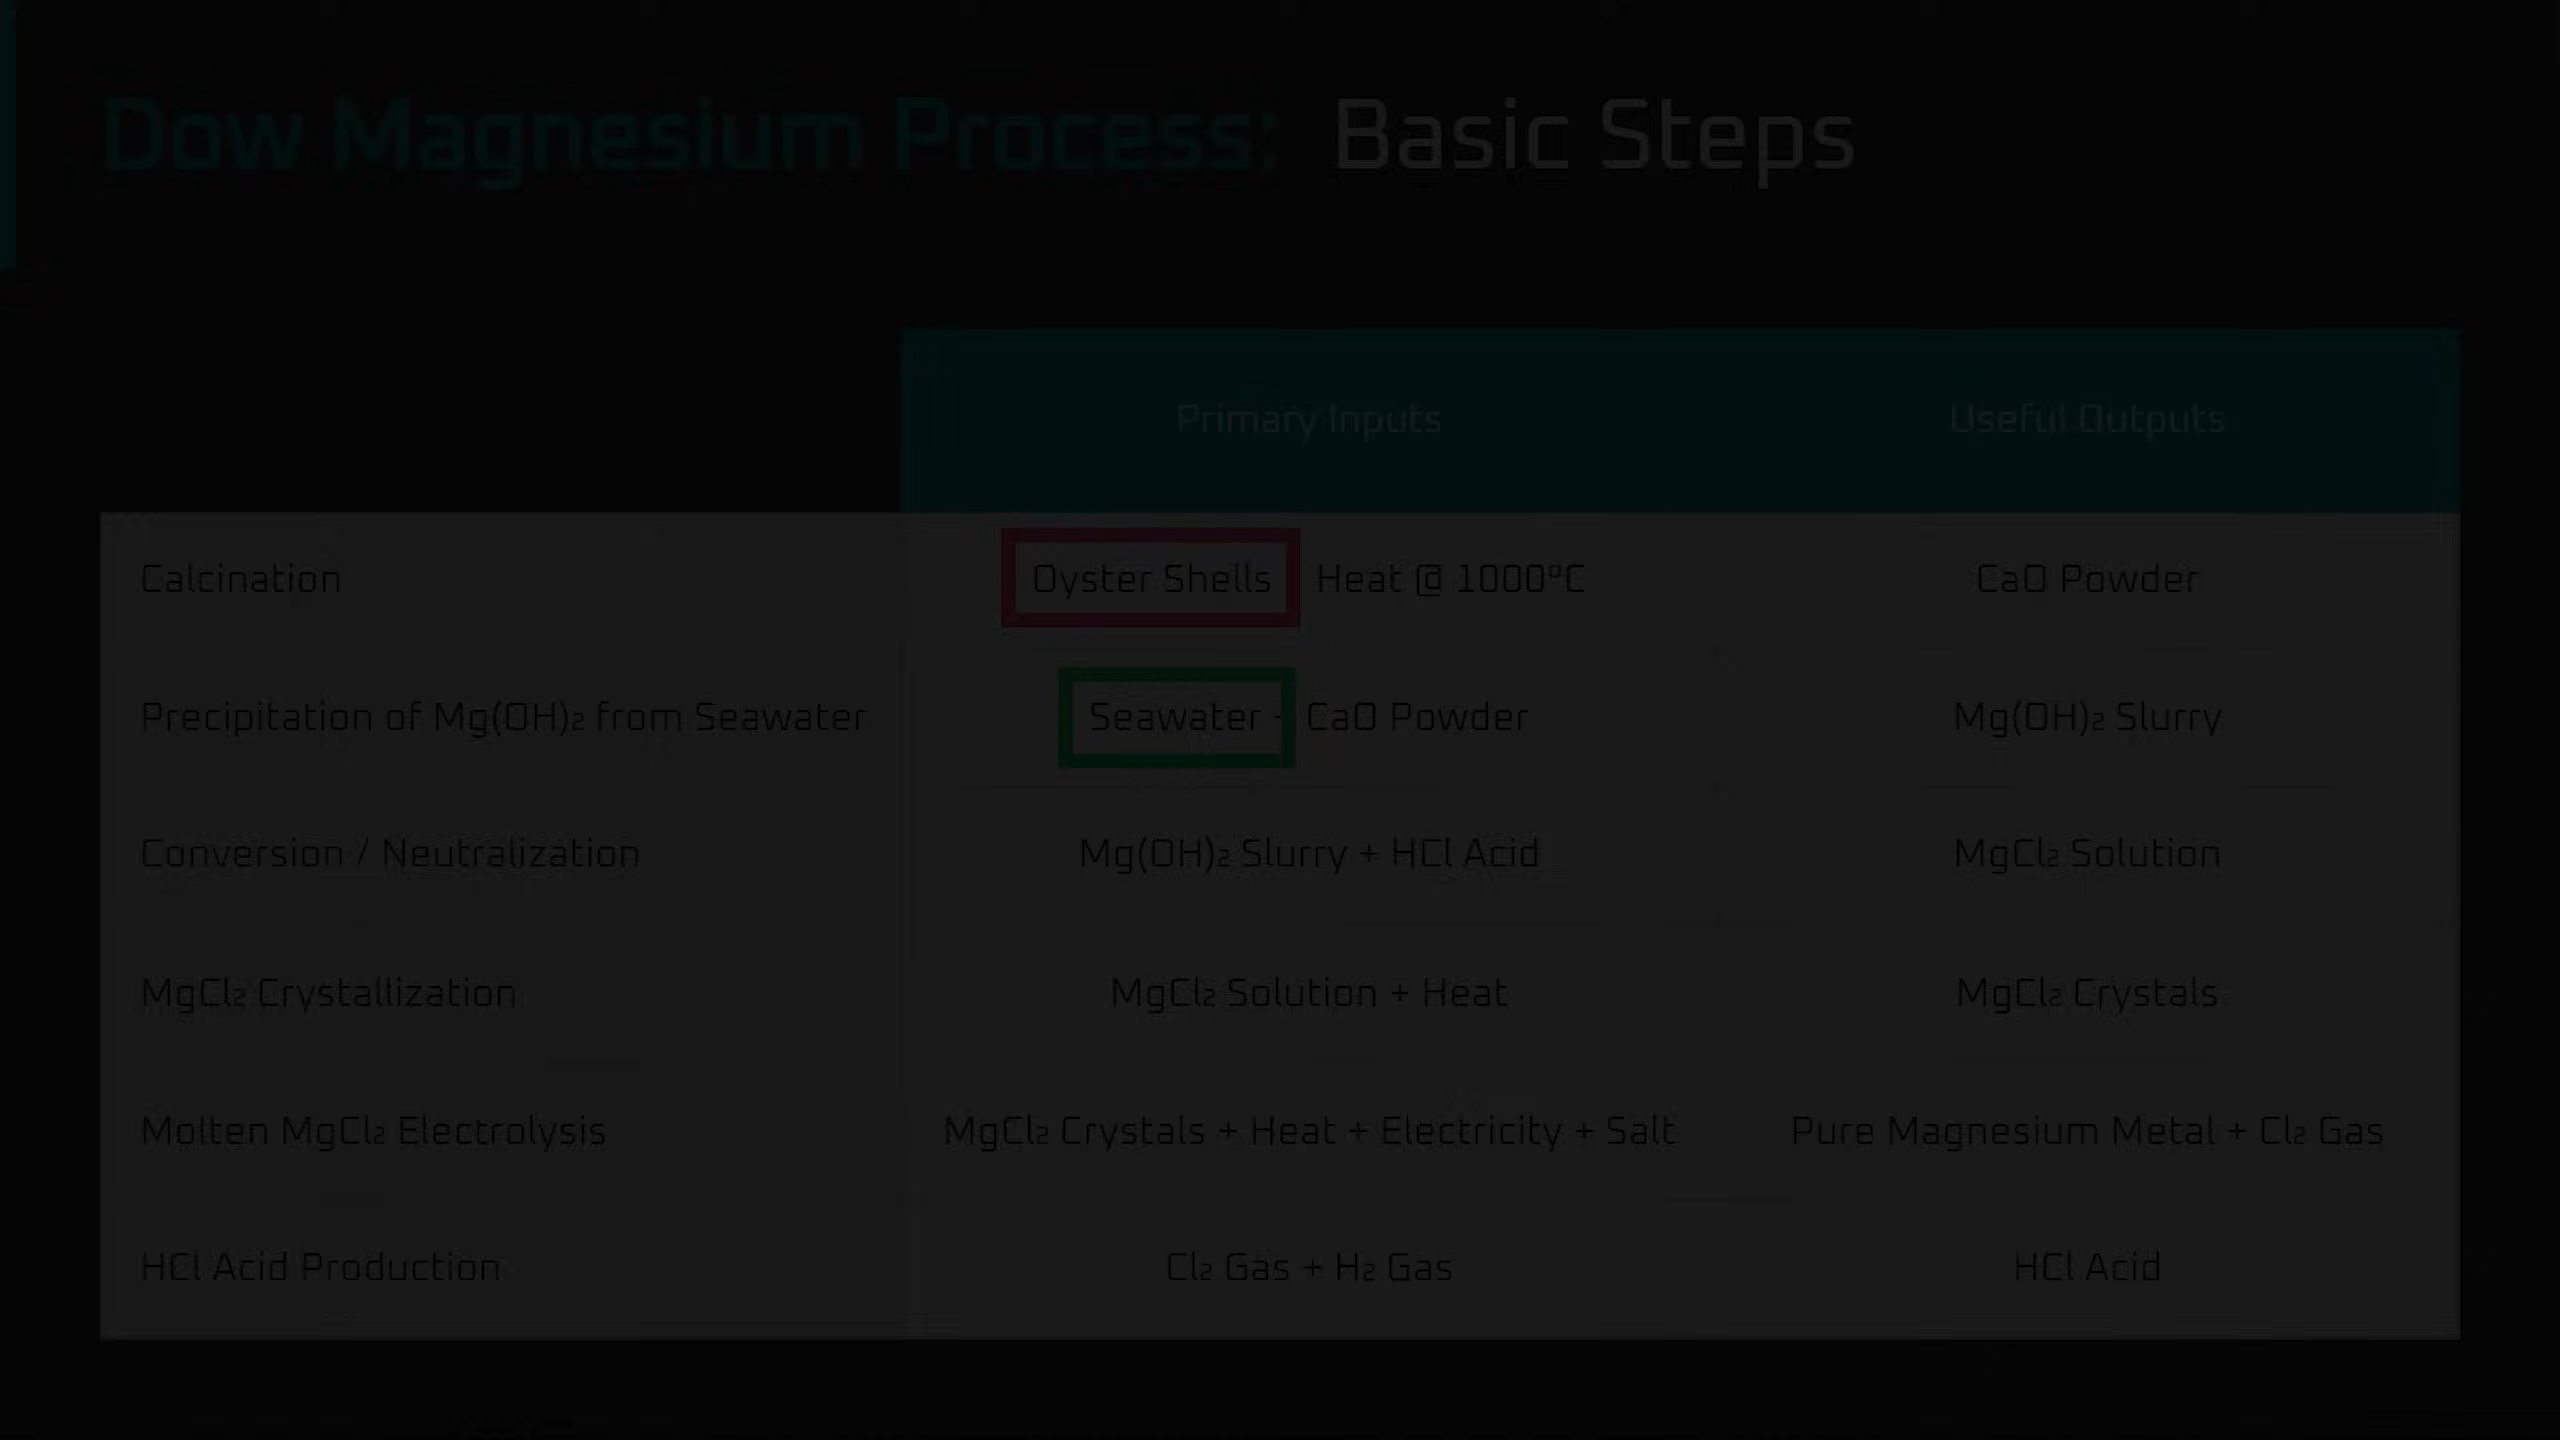 Dow Magnesium Process: Basic Steps
Primary Inputs Useful Outputs
Calcination Oyster Shells Heat @ 1000°C CaO Powder
Precipitation of Mg(OH)₂ from Seawater Seawater + CaO Powder Mg(OH)₂ Slurry
Conversion / Neutralization Mg(OH)₂ Slurry + HCl Acid MgCl₂ Solution
MgCl₂ Crystallization MgCl₂ Solution + Heat MgCl₂ Crystals
Molten MgCl₂ Electrolysis MgCl₂ Crystals + Heat + Electricity + Salt Pure Magnesium Metal + Cl₂ Gas
HCl Acid Production Cl₂ Gas + H₂ Gas HCl Acid